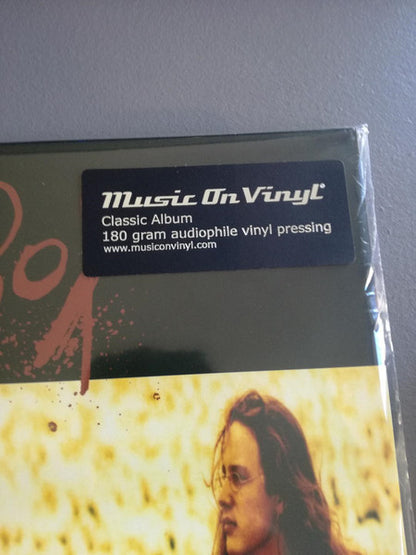 Music On Vinyl
Classic Album
180 gram audiophile vinyl pressing
www.musiconvinyl.com